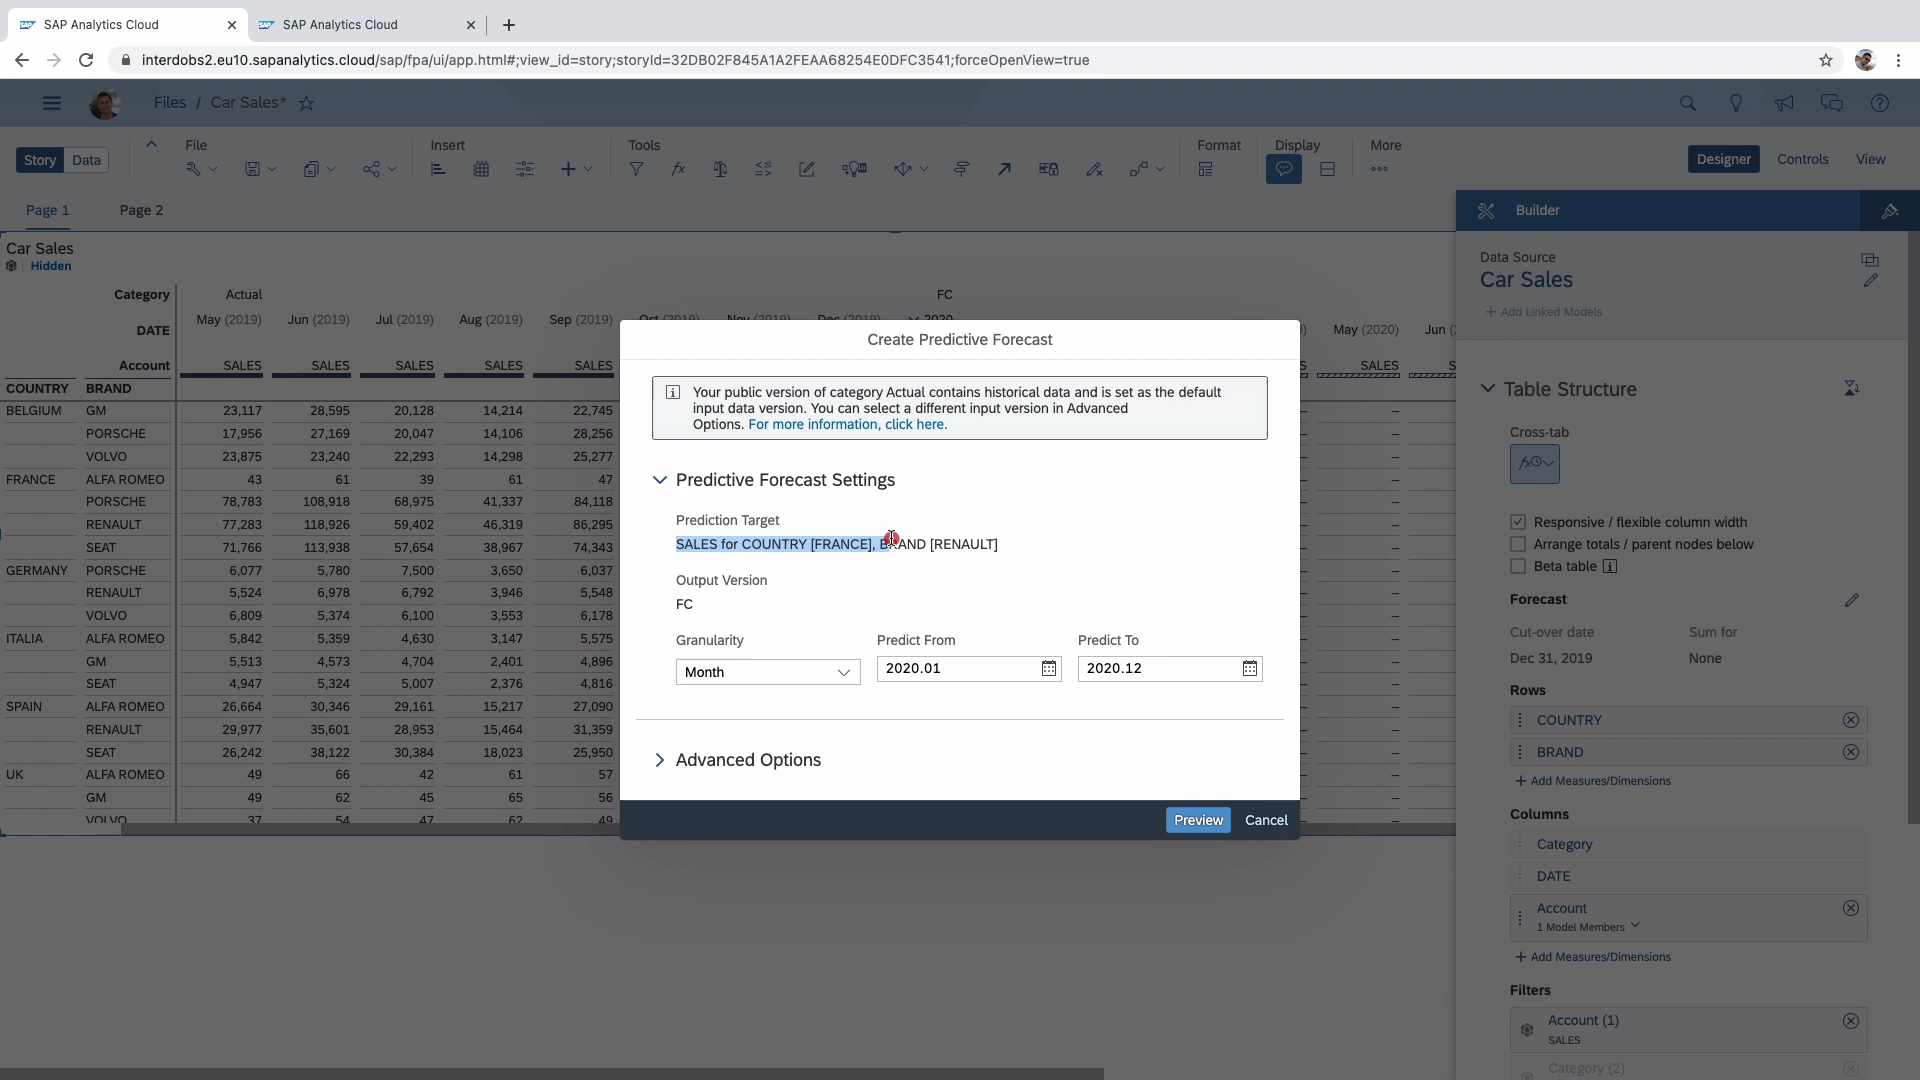 SAP Analytics Cloud
SAP Analytics Cloud
interdobs2.eu10.sapanalytics.cloud/sap/fpa/ui/app.html#;view_id=story;storyId=32DB02F845A1A2FEAA68254E0DFC3541;forceOpenView=true
Files / Car Sales*
File Insert Tools Format Display More
Story Data Designer Controls View
Page 1 Page 2
Builder
Car Sales
Hidden
Data Source
Car Sales
+ Add Linked Models
Category Actual FC
DATE May (2019) Jun (2019) Jul (2019) Aug (2019) Sep (2019) Oct (2019) Nov (2019) Dec (2019) 2020 May (2020) Jun
Account SALES SALES SALES SALES SALES SALES
COUNTRY BRAND
BELGIUM GM 23,117 28,595 20,128 14,214 22,745
PORSCHE 17,956 27,169 20,047 14,106 28,256
VOLVO 23,875 23,240 22,293 14,298 25,277
FRANCE ALFA ROMEO 43 61 39 61 47
PORSCHE 78,783 108,918 68,975 41,337 84,118
RENAULT 77,283 118,926 59,402 46,319 86,295
SEAT 71,766 113,938 57,654 38,967 74,343
GERMANY PORSCHE 6,077 5,780 7,500 3,650 6,037
RENAULT 5,524 6,978 6,792 3,946 5,548
VOLVO 6,809 5,374 6,100 3,553 6,178
ITALIA ALFA ROMEO 5,842 5,359 4,630 3,147 5,575
GM 5,513 4,573 4,704 2,401 4,896
SEAT 4,947 5,324 5,007 2,376 4,816
SPAIN ALFA ROMEO 26,664 30,346 29,161 15,217 27,090
RENAULT 29,977 35,601 28,953 15,464 31,359
SEAT 26,242 38,122 30,384 18,023 25,950
UK ALFA ROMEO 49 66 42 61 57
GM 49 62 45 65 56
VOLVO 37 54 47 62 49
Create Predictive Forecast
Your public version of category Actual contains historical data and is set as the default
input data version. You can select a different input version in Advanced
Options. For more information, click here.
Predictive Forecast Settings
Prediction Target
SALES for COUNTRY [FRANCE], BRAND [RENAULT]
Output Version
FC
Granularity Predict From Predict To
Month 2020.01 2020.12
Advanced Options
Preview Cancel
Table Structure
Cross-tab
Responsive / flexible column width
Arrange totals / parent nodes below
Beta table
Forecast
Cut-over date Sum for
Dec 31, 2019 None
Rows
COUNTRY
BRAND
+ Add Measures/Dimensions
Columns
Category
DATE
Account
1 Model Members
+ Add Measures/Dimensions
Filters
Account (1)
SALES
Category (2)